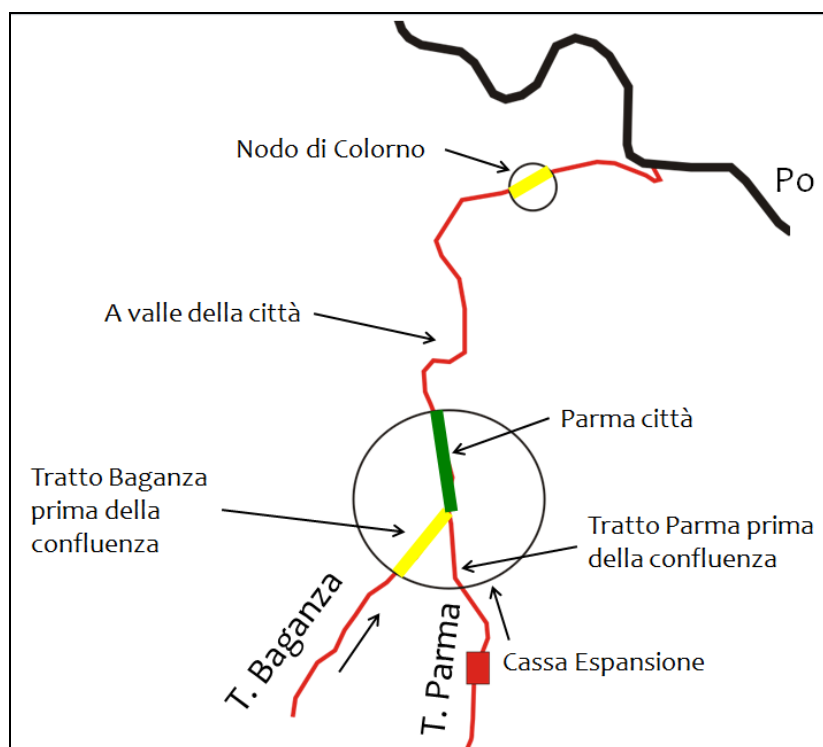 Nodo di Colorno
Po
A valle della città
Parma città
Tratto Baganza
prima della
confluenza
Tratto Parma prima
della confluenza
T. Baganza
T. Parma
Cassa Espansione